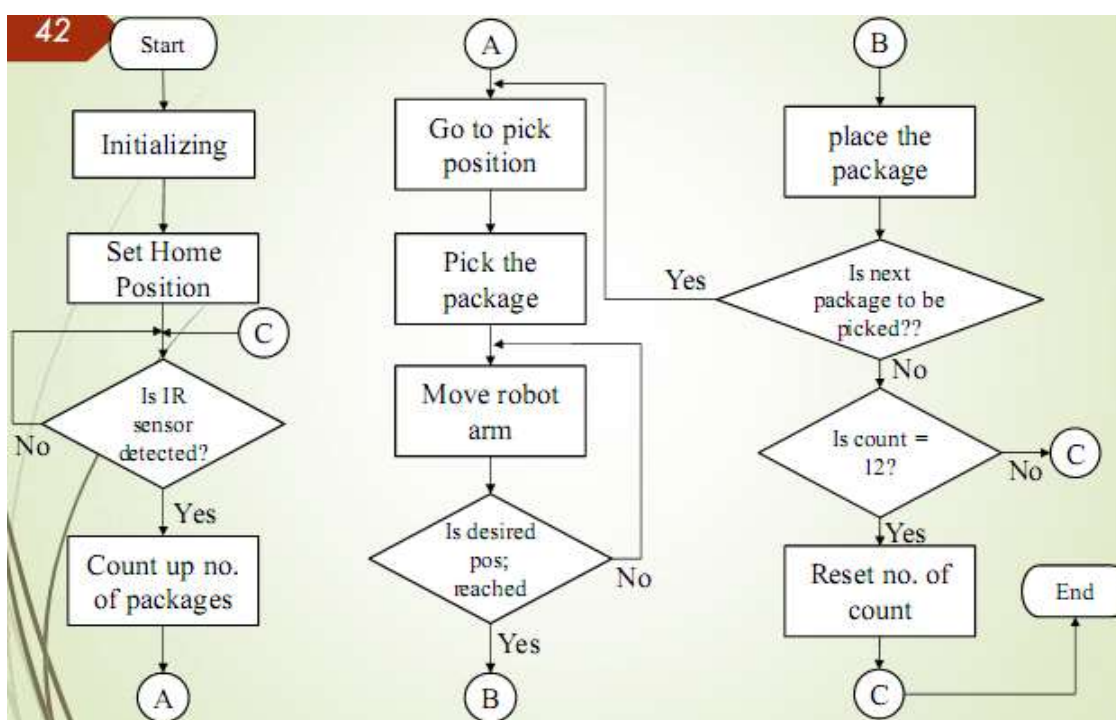 42
Start
Initializing
Set Home
Position
C
Is IR
sensor
detected?
No
Yes
Count up no.
of packages
A
A
Go to pick
position
Pick the
package
Move robot
arm
Is desired
pos;
reached
No
Yes
B
B
place the
package
Is next
package to be
picked??
Yes
No
Is count =
12?
No
C
Yes
Reset no. of
count
End
C